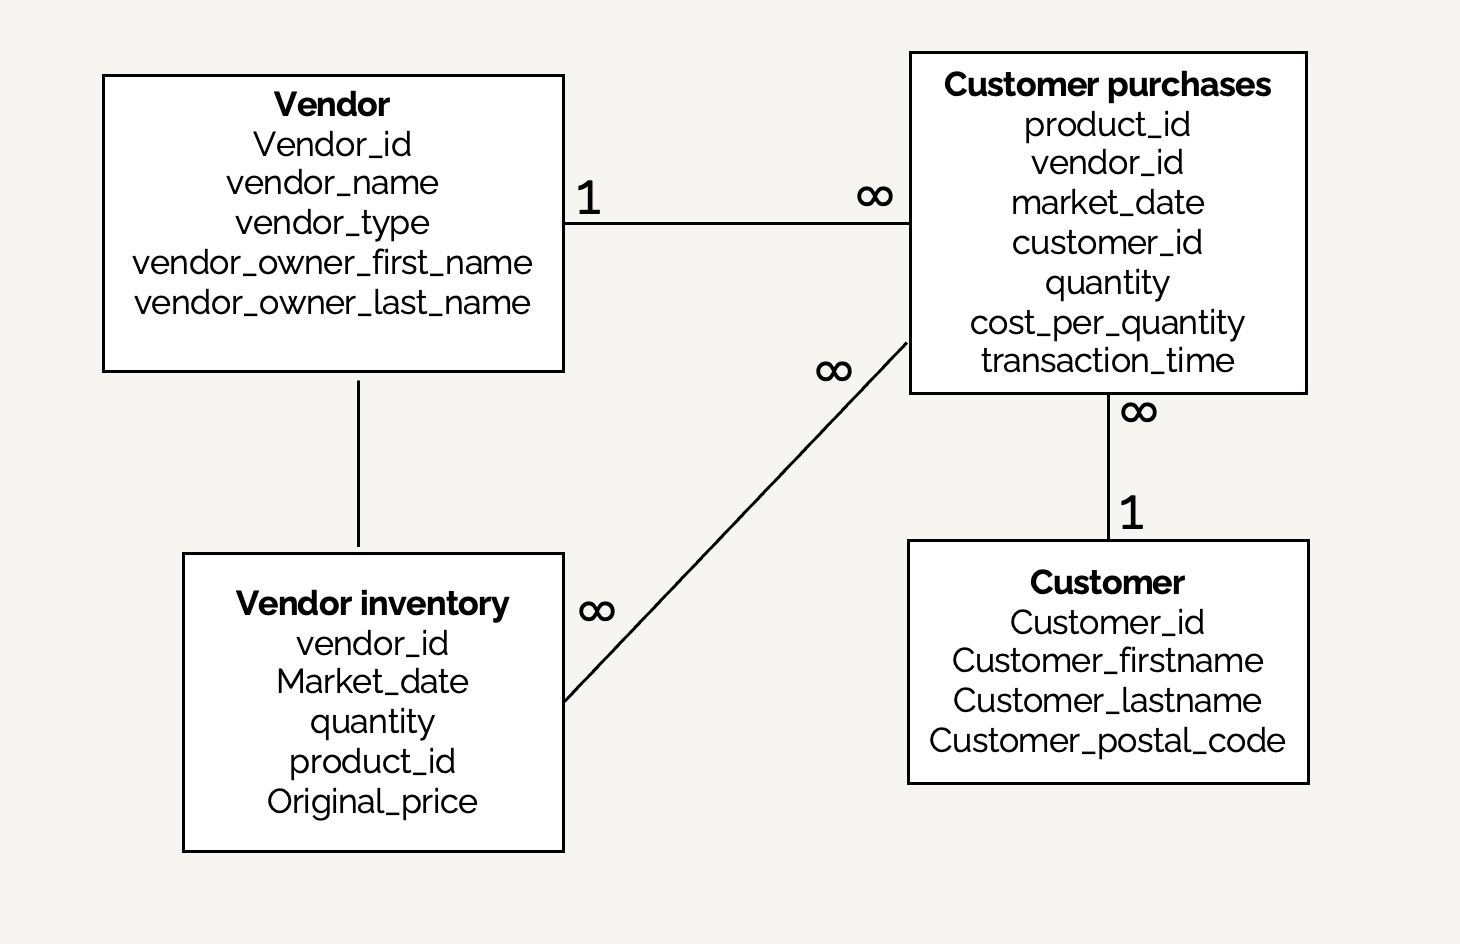 Vendor
Vendor_id
vendor_name
vendor_type
vendor_owner_first_name
vendor_owner_last_name
1
∞
Customer purchases
product_id
vendor_id
market_date
customer_id
quantity
cost_per_quantity
transaction_time
∞
∞
∞
1
Vendor inventory
vendor_id
Market_date
quantity
product_id
Original_price
Customer
Customer_id
Customer_firstname
Customer_lastname
Customer_postal_code